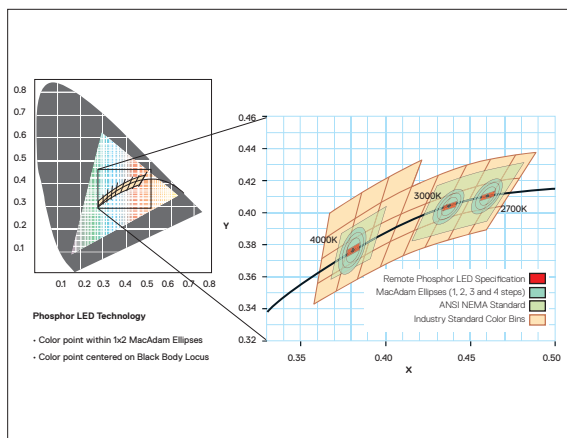 0.8
0.7
0.6
0.5
0.4
0.3
0.2
0.1
0.1 0.2 0.3 0.4 0.5 0.6 0.7 0.8
Y
0.46
0.44
0.40
0.36
0.34
0.32
0.35 0.40 0.45 0.50
X
4000K
3000K
2700K
Remote Phosphor LED Specification
MacAdam Ellipses (1, 2, 3 and 4 steps)
ANSI NEMA Standard
Industry Standard Color Bins
Phosphor LED Technology
• Color point within 1x2 MacAdam Ellipses
• Color point centered on Black Body Locus